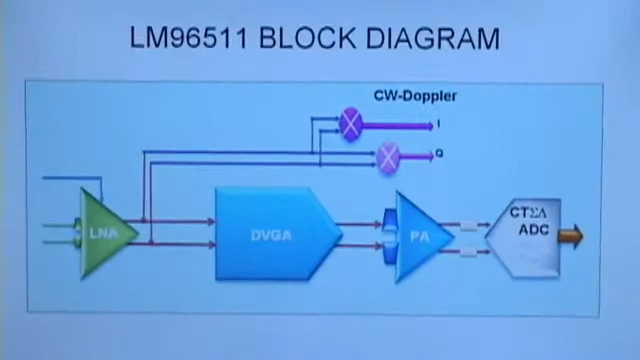 LM96511 BLOCK DIAGRAM
CW-Doppler
I
Q
LNA
DVGA
PA
CTΣΔ
ADC